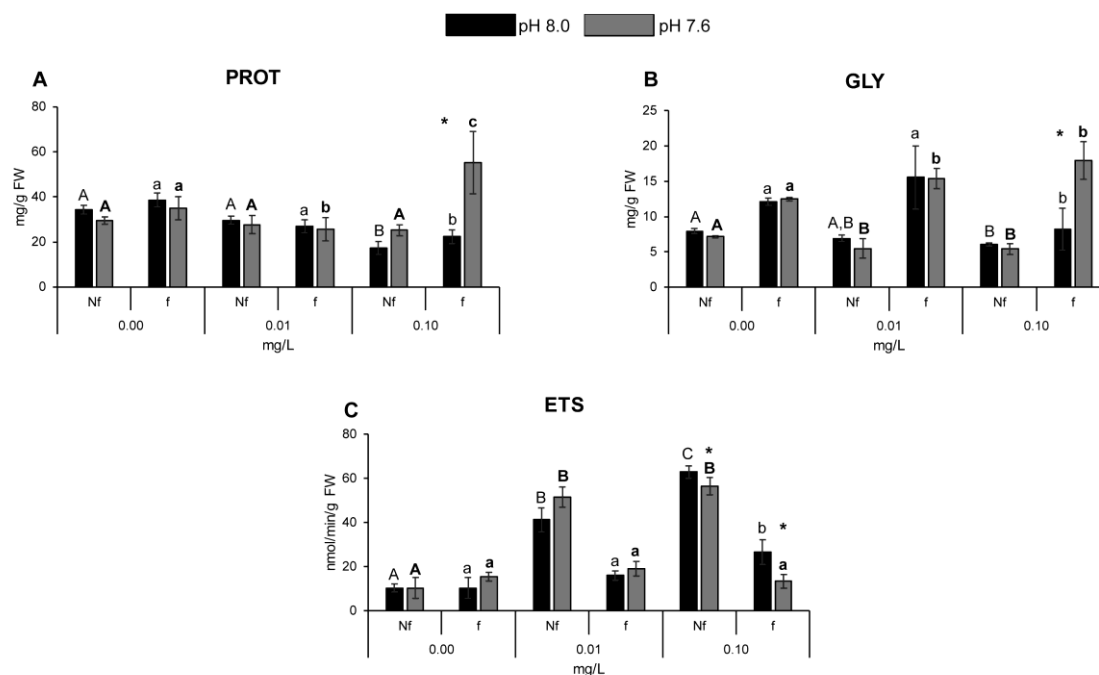 pH 8.0 pH 7.6
A PROT
mg/g FW
80
60
40
20
0
A A a a A A a b B A b * c
Nf f Nf f Nf f
0.00 0.01 0.10
mg/L
B GLY
mg/g FW
25
20
15
10
5
0
A A a a A,B B a b B B b * b
Nf f Nf f Nf f
0.00 0.01 0.10
mg/L
C ETS
nmol/min/g FW
80
60
40
20
0
A A a a B B a a C * B b * a
Nf f Nf f Nf f
0.00 0.01 0.10
mg/L